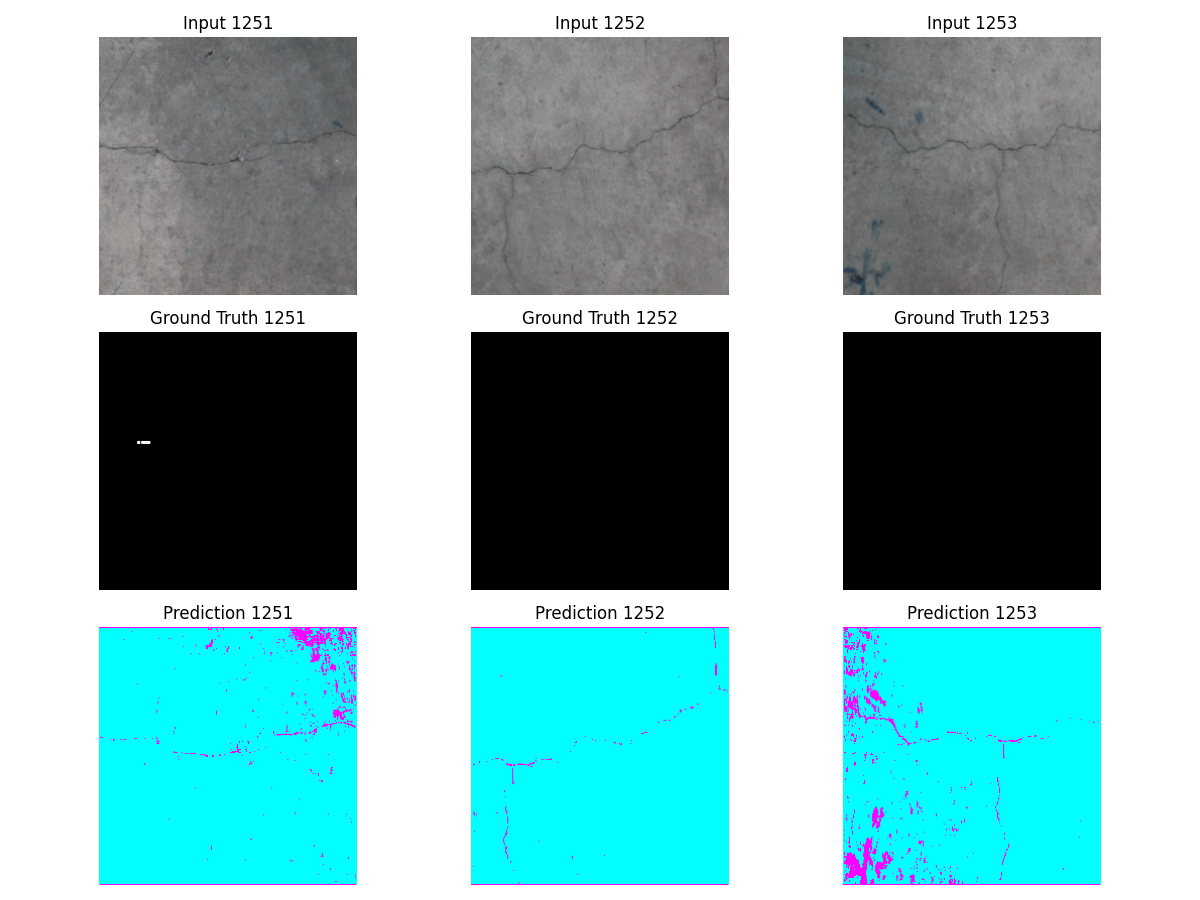 Input 1251
Input 1252
Input 1253
Ground Truth 1251
Ground Truth 1252
Ground Truth 1253
Prediction 1251
Prediction 1252
Prediction 1253